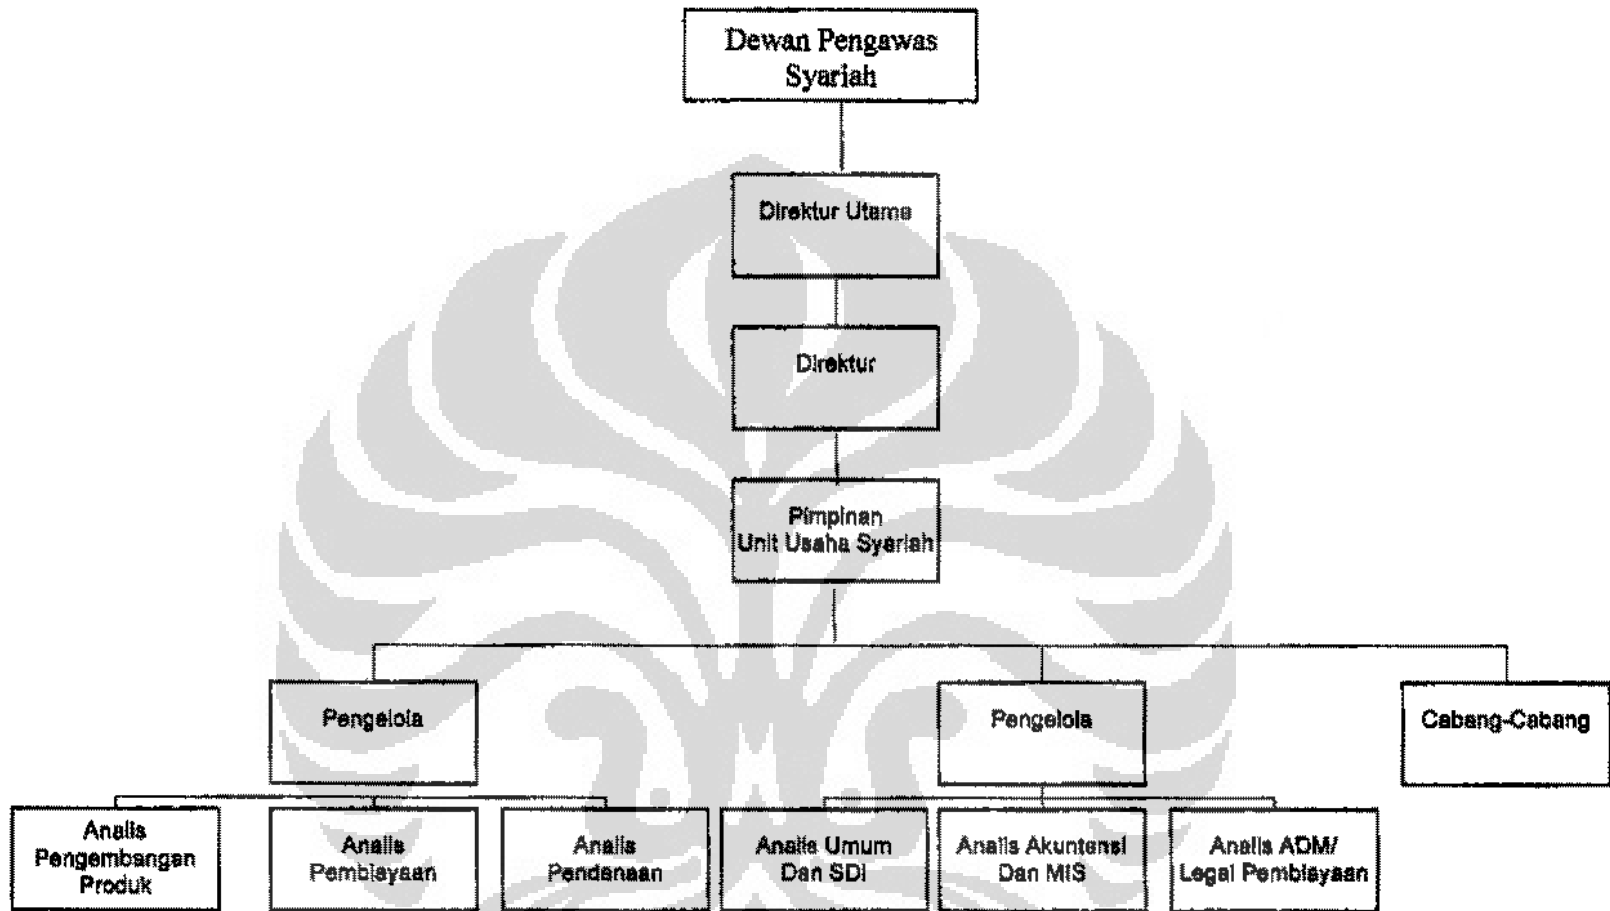 Dewan Pengawas
Syariah
Direktur Utama
Direktur
Pimpinan
Unit Usaha Syariah
Pengelola
Pengelola
Cabang-Cabang
Analis
Pengembangan
Produk
Analis
Pembiayaan
Analis
Pendanaan
Analis Umum
Dan SDI
Analis Akuntansi
Dan MIS
Analis ADM/
Legal Pembiayaan